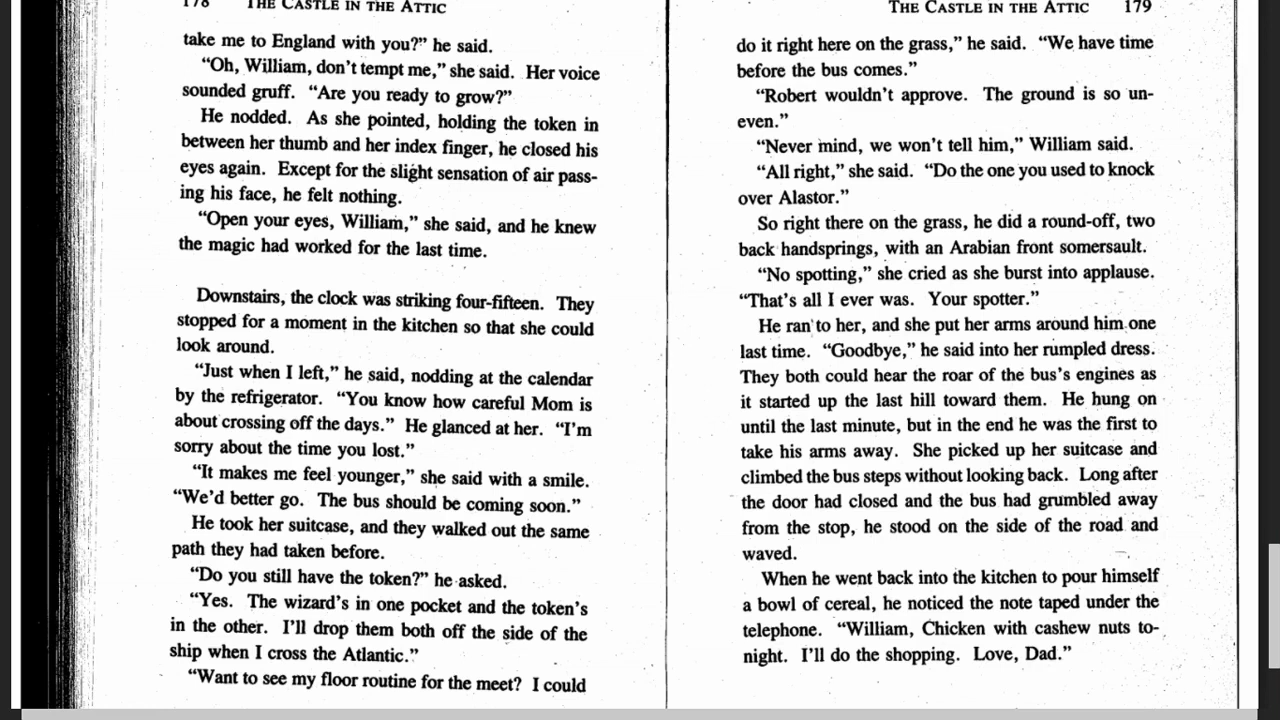 178 THE CASTLE IN THE ATTIC
take me to England with you?” he said.
“Oh, William, don’t tempt me,” she said. Her voice
sounded gruff. “Are you ready to grow?”
He nodded. As she pointed, holding the token in
between her thumb and her index finger, he closed his
eyes again. Except for the slight sensation of air pass-
ing his face, he felt nothing.
“Open your eyes, William,” she said, and he knew
the magic had worked for the last time.
Downstairs, the clock was striking four-fifteen. They
stopped for a moment in the kitchen so that she could
look around.
“Just when I left,” he said, nodding at the calendar
by the refrigerator. “You know how careful Mom is
about crossing off the days.” He glanced at her. “I’m
sorry about the time you lost.”
“It makes me feel younger,” she said with a smile.
“We’d better go. The bus should be coming soon.”
He took her suitcase, and they walked out the same
path they had taken before.
“Do you still have the token?” he asked.
“Yes. The wizard’s in one pocket and the token’s
in the other. I’ll drop them both off the side of the
ship when I cross the Atlantic.”
“Want to see my floor routine for the meet? I could
THE CASTLE IN THE ATTIC 179
do it right here on the grass,” he said. “We have time
before the bus comes.”
“Robert wouldn’t approve. The ground is so un-
even.”
“Never mind, we won’t tell him,” William said.
“All right,” she said. “Do the one you used to knock
over Alastor.”
So right there on the grass, he did a round-off, two
back handsprings, with an Arabian front somersault.
“No spotting,” she cried as she burst into applause.
“That’s all I ever was. Your spotter.”
He ran to her, and she put her arms around him one
last time. “Goodbye,” he said into her rumpled dress.
They both could hear the roar of the bus’s engines as
it started up the last hill toward them. He hung on
until the last minute, but in the end he was the first to
take his arms away. She picked up her suitcase and
climbed the bus steps without looking back. Long after
the door had closed and the bus had grumbled away
from the stop, he stood on the side of the road and
waved.
When he went back into the kitchen to pour himself
a bowl of cereal, he noticed the note taped under the
telephone. “William, Chicken with cashew nuts to-
night. I’ll do the shopping. Love, Dad.”